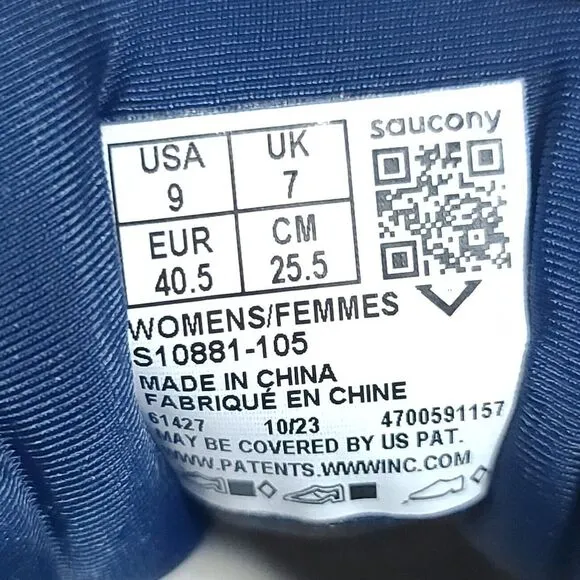 saucony
USA 9 UK 7
EUR 40.5 CM 25.5
WOMENS/FEMMES
S10881-105
MADE IN CHINA
FABRIQUÉ EN CHINE
61427 10/23 4700591157
MAY BE COVERED BY US PAT.
WWW.PATENTS.WWWINC.COM